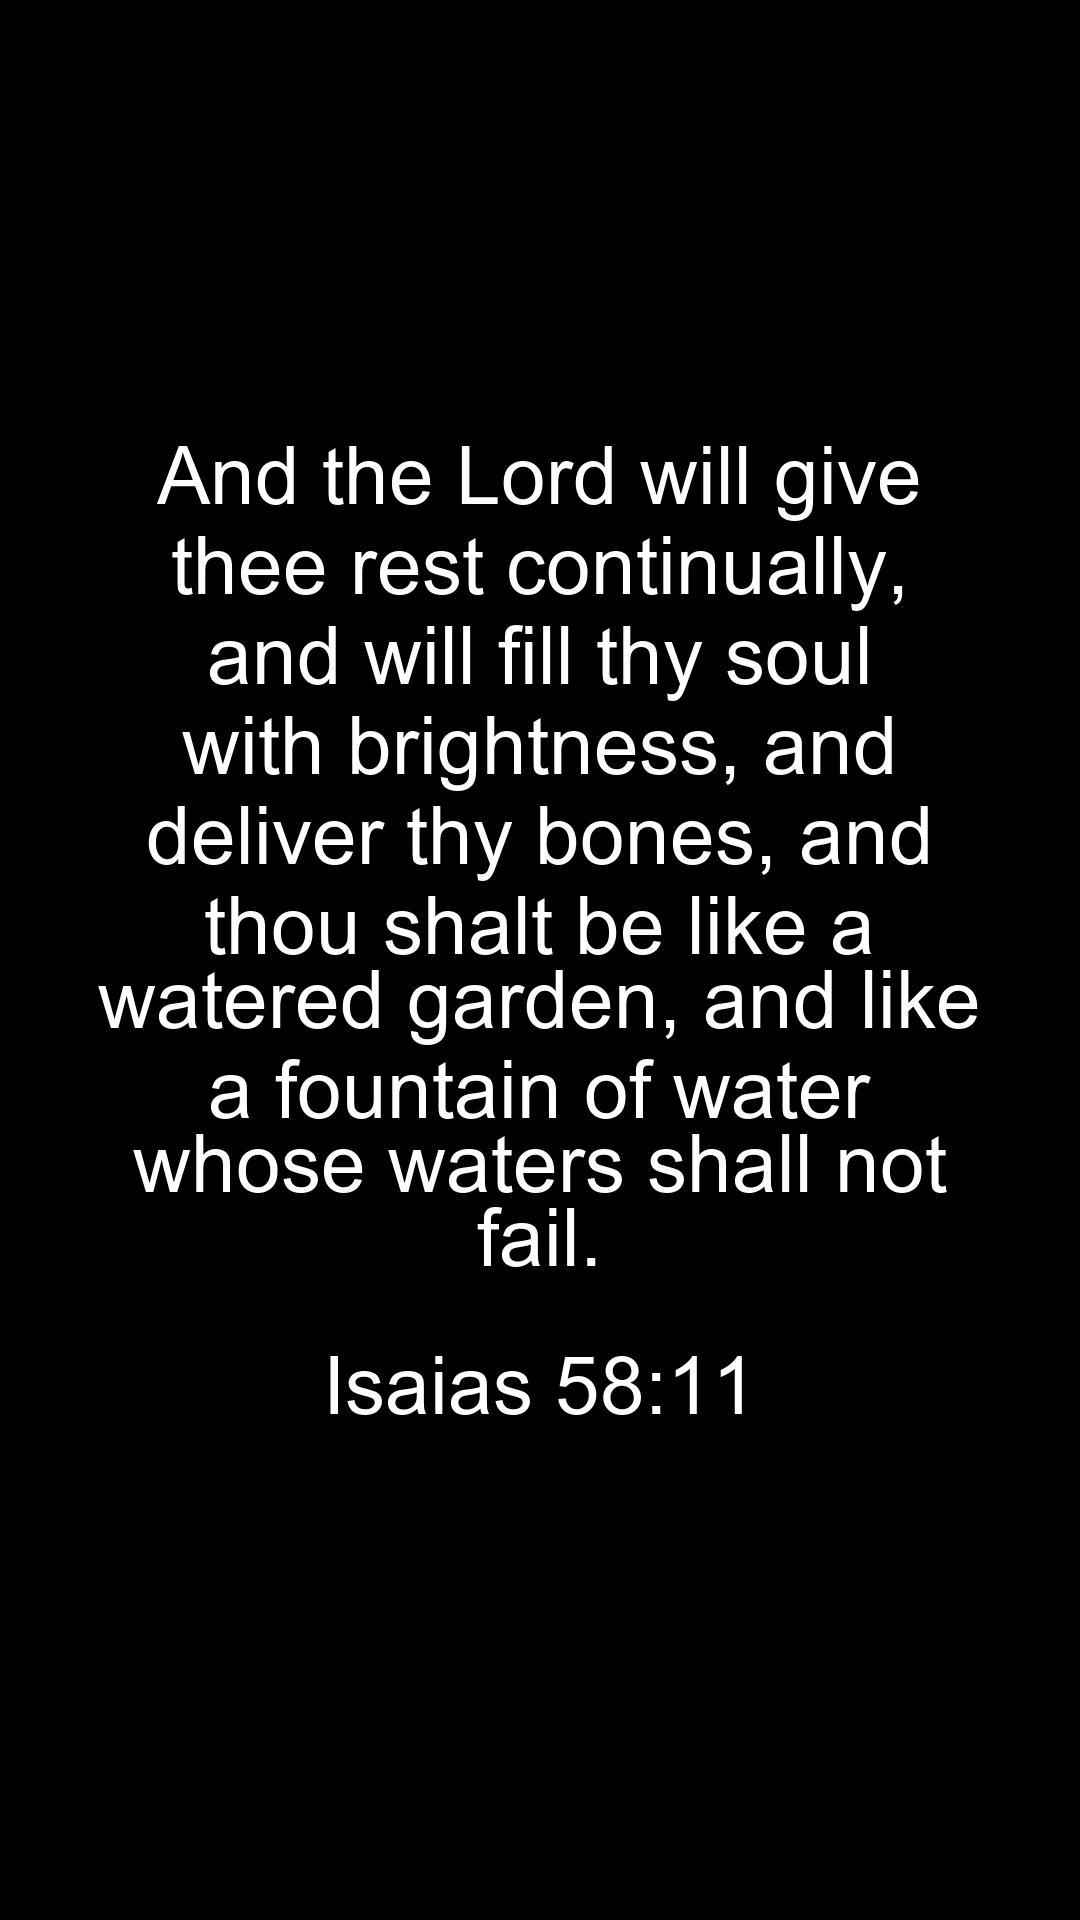 And the Lord will give
thee rest continually,
and will fill thy soul
with brightness, and
deliver thy bones, and
thou shalt be like a
watered garden, and like
a fountain of water
whose waters shall not
fail.
Isaias 58:11